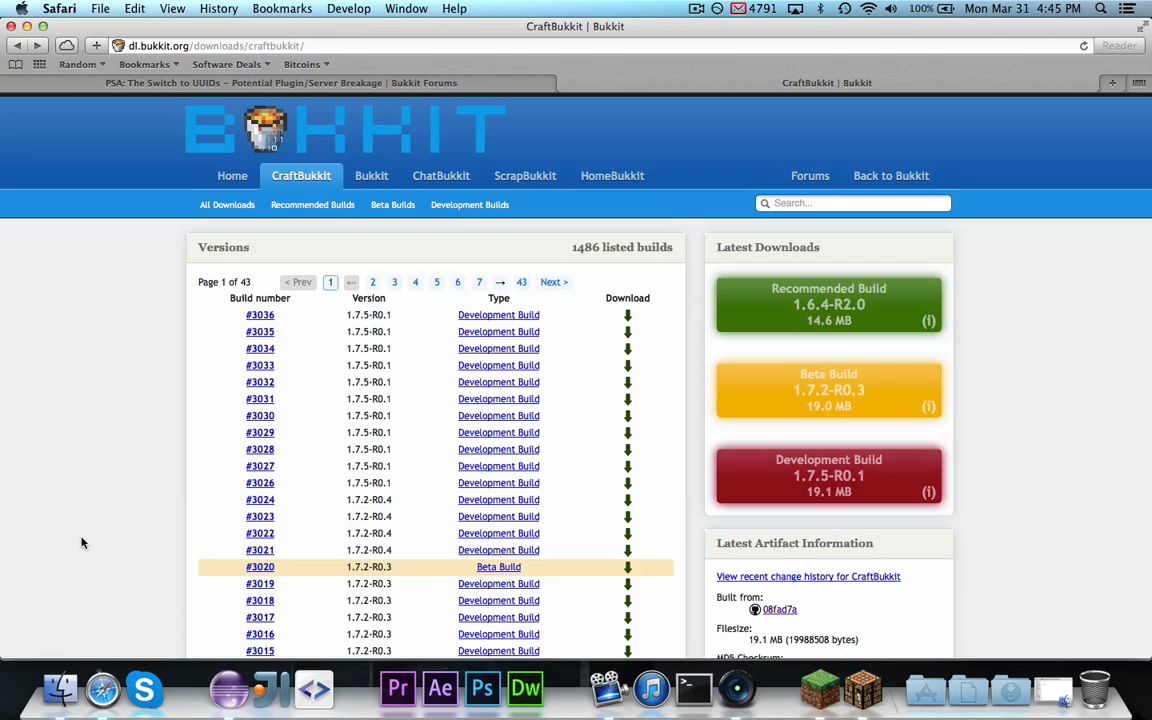 Safari File Edit View History Bookmarks Develop Window Help 4791 100% Mon Mar 31 4:45 PM
CraftBukkit | Bukkit
dl.bukkit.org/downloads/craftbukkit/ Reader
Random Bookmarks Software Deals Bitcoins
PSA: The Switch to UUIDs – Potential Plugin/Server Breakage | Bukkit Forums CraftBukkit | Bukkit
BUKKIT
Home CraftBukkit Bukkit ChatBukkit ScrapBukkit HomeBukkit Forums Back to Bukkit
All Downloads Recommended Builds Beta Builds Development Builds Search...
Versions 1486 listed builds
Page 1 of 43 < Prev 1 ← 2 3 4 5 6 7 → 43 Next >
Build number Version Type Download
#3036 1.7.5-R0.1 Development Build
#3035 1.7.5-R0.1 Development Build
#3034 1.7.5-R0.1 Development Build
#3033 1.7.5-R0.1 Development Build
#3032 1.7.5-R0.1 Development Build
#3031 1.7.5-R0.1 Development Build
#3030 1.7.5-R0.1 Development Build
#3029 1.7.5-R0.1 Development Build
#3028 1.7.5-R0.1 Development Build
#3027 1.7.5-R0.1 Development Build
#3026 1.7.5-R0.1 Development Build
#3024 1.7.2-R0.4 Development Build
#3023 1.7.2-R0.4 Development Build
#3022 1.7.2-R0.4 Development Build
#3021 1.7.2-R0.4 Development Build
#3020 1.7.2-R0.3 Beta Build
#3019 1.7.2-R0.3 Development Build
#3018 1.7.2-R0.3 Development Build
#3017 1.7.2-R0.3 Development Build
#3016 1.7.2-R0.3 Development Build
#3015 1.7.2-R0.3 Development Build
Latest Downloads
Recommended Build
1.6.4-R2.0
14.6 MB (i)
Beta Build
1.7.2-R0.3
19.0 MB (i)
Development Build
1.7.5-R0.1
19.1 MB (i)
Latest Artifact Information
View recent change history for CraftBukkit
Built from:
08fad7a
Filesize:
19.1 MB (19988508 bytes)
MD5 Checksum:
S JI Pr Ae Ps Dw